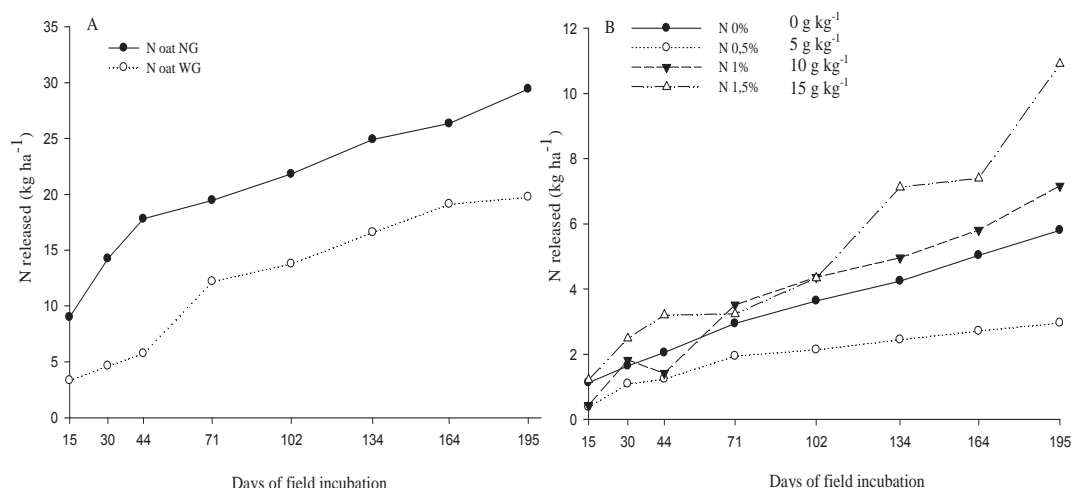 A
N oat NG
N oat WG
35
30
25
20
15
10
5
0
N released (kg ha⁻¹)
15 30 44 71 102 134 164 195
Days of field incubation
B
N 0% 0 g kg⁻¹
N 0,5% 5 g kg⁻¹
N 1% 10 g kg⁻¹
N 1,5% 15 g kg⁻¹
12
10
8
6
4
2
0
N released (kg ha⁻¹)
15 30 44 71 102 134 164 195
Days of field incubation